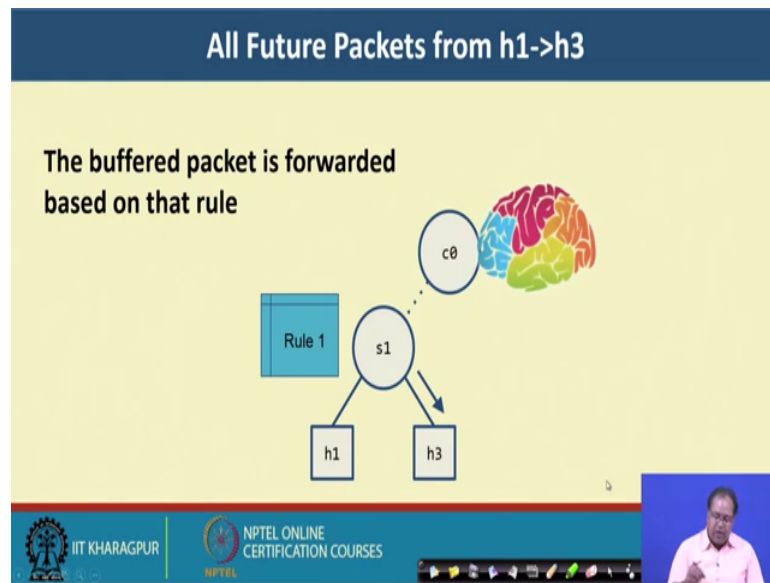 All Future Packets from h1->h3
The buffered packet is forwarded
based on that rule
c0
Rule 1
s1
h1
h3
IIT KHARAGPUR
NPTEL
NPTEL ONLINE
CERTIFICATION COURSES